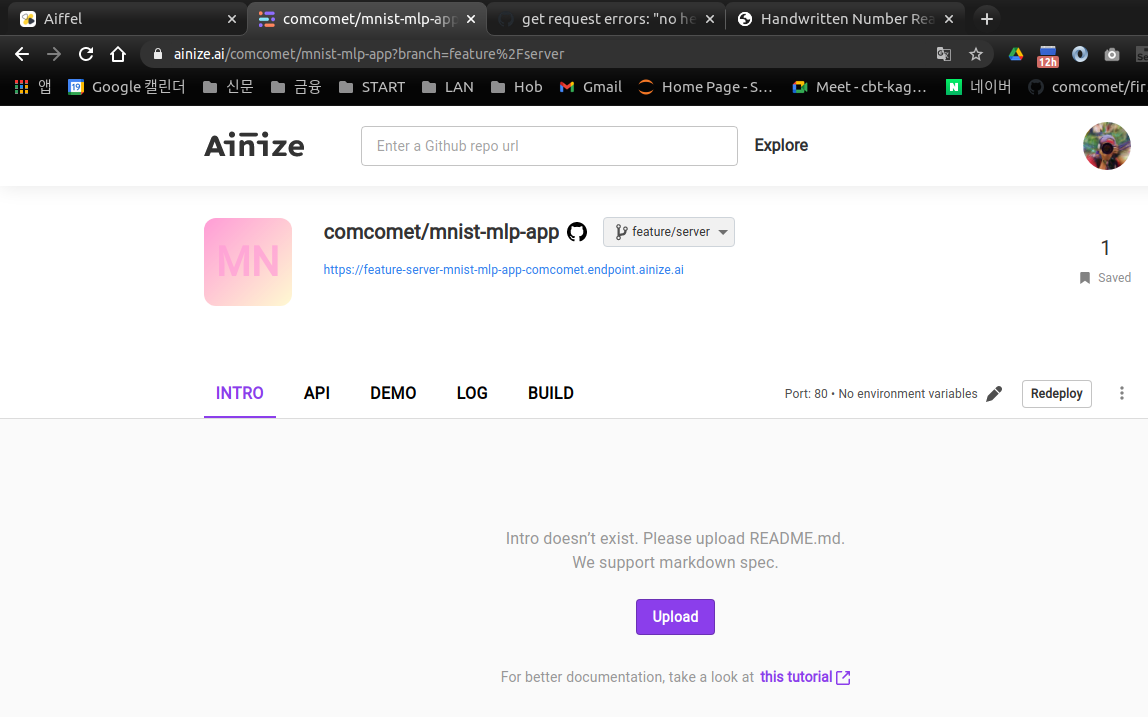 Aiffel
comcomet/mnist-mlp-app
get request errors: "no he
Handwritten Number Rea
ainize.ai/comcomet/mnist-mlp-app?branch=feature%2Fserver
12h
앱
19
Google 캘린더
신문
금융
START
LAN
Hob
Gmail
Home Page - S...
Meet - cbt-kag...
N
네이버
comcomet/fir
Ainize
Enter a Github repo url
Explore
MN
comcomet/mnist-mlp-app
feature/server
https://feature-server-mnist-mlp-app-comcomet.endpoint.ainize.ai
1
Saved
INTRO
API
DEMO
LOG
BUILD
Port: 80 • No environment variables
Redeploy
Intro doesn't exist. Please upload README.md.
We support markdown spec.
Upload
For better documentation, take a look at this tutorial